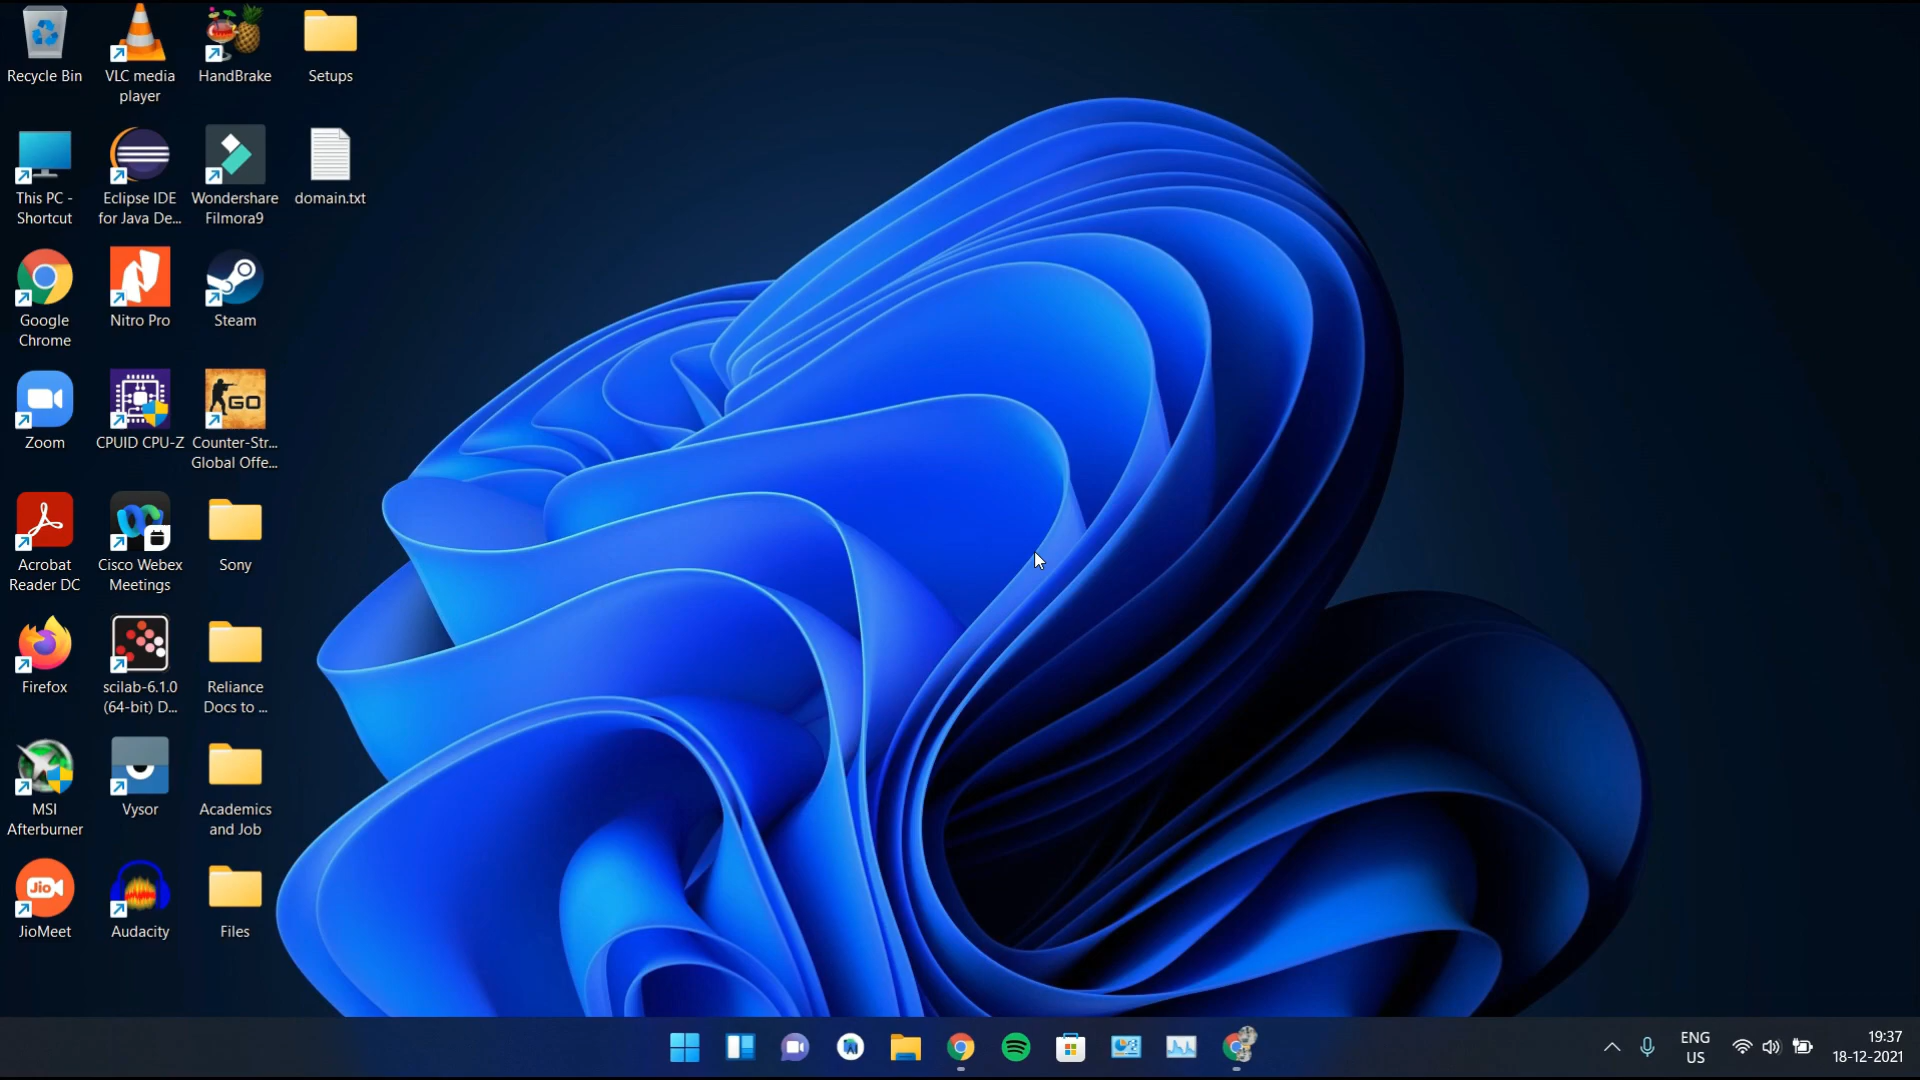 Recycle Bin
VLC media
player
HandBrake
Setups
This PC -
Shortcut
Eclipse IDE
for Java De...
Wondershare
Filmora9
domain.txt
Google
Chrome
Nitro Pro
Steam
Zoom
CPUID CPU-Z
GO
Counter-Str...
Global Offe...
Acrobat
Reader DC
Cisco Webex
Meetings
Sony
Firefox
scilab-6.1.0
(64-bit) D...
Reliance
Docs to ...
MSI
Afterburner
Vysor
Academics
and Job
Jio
JioMeet
Audacity
Files
ENG
US
19:37
18-12-2021